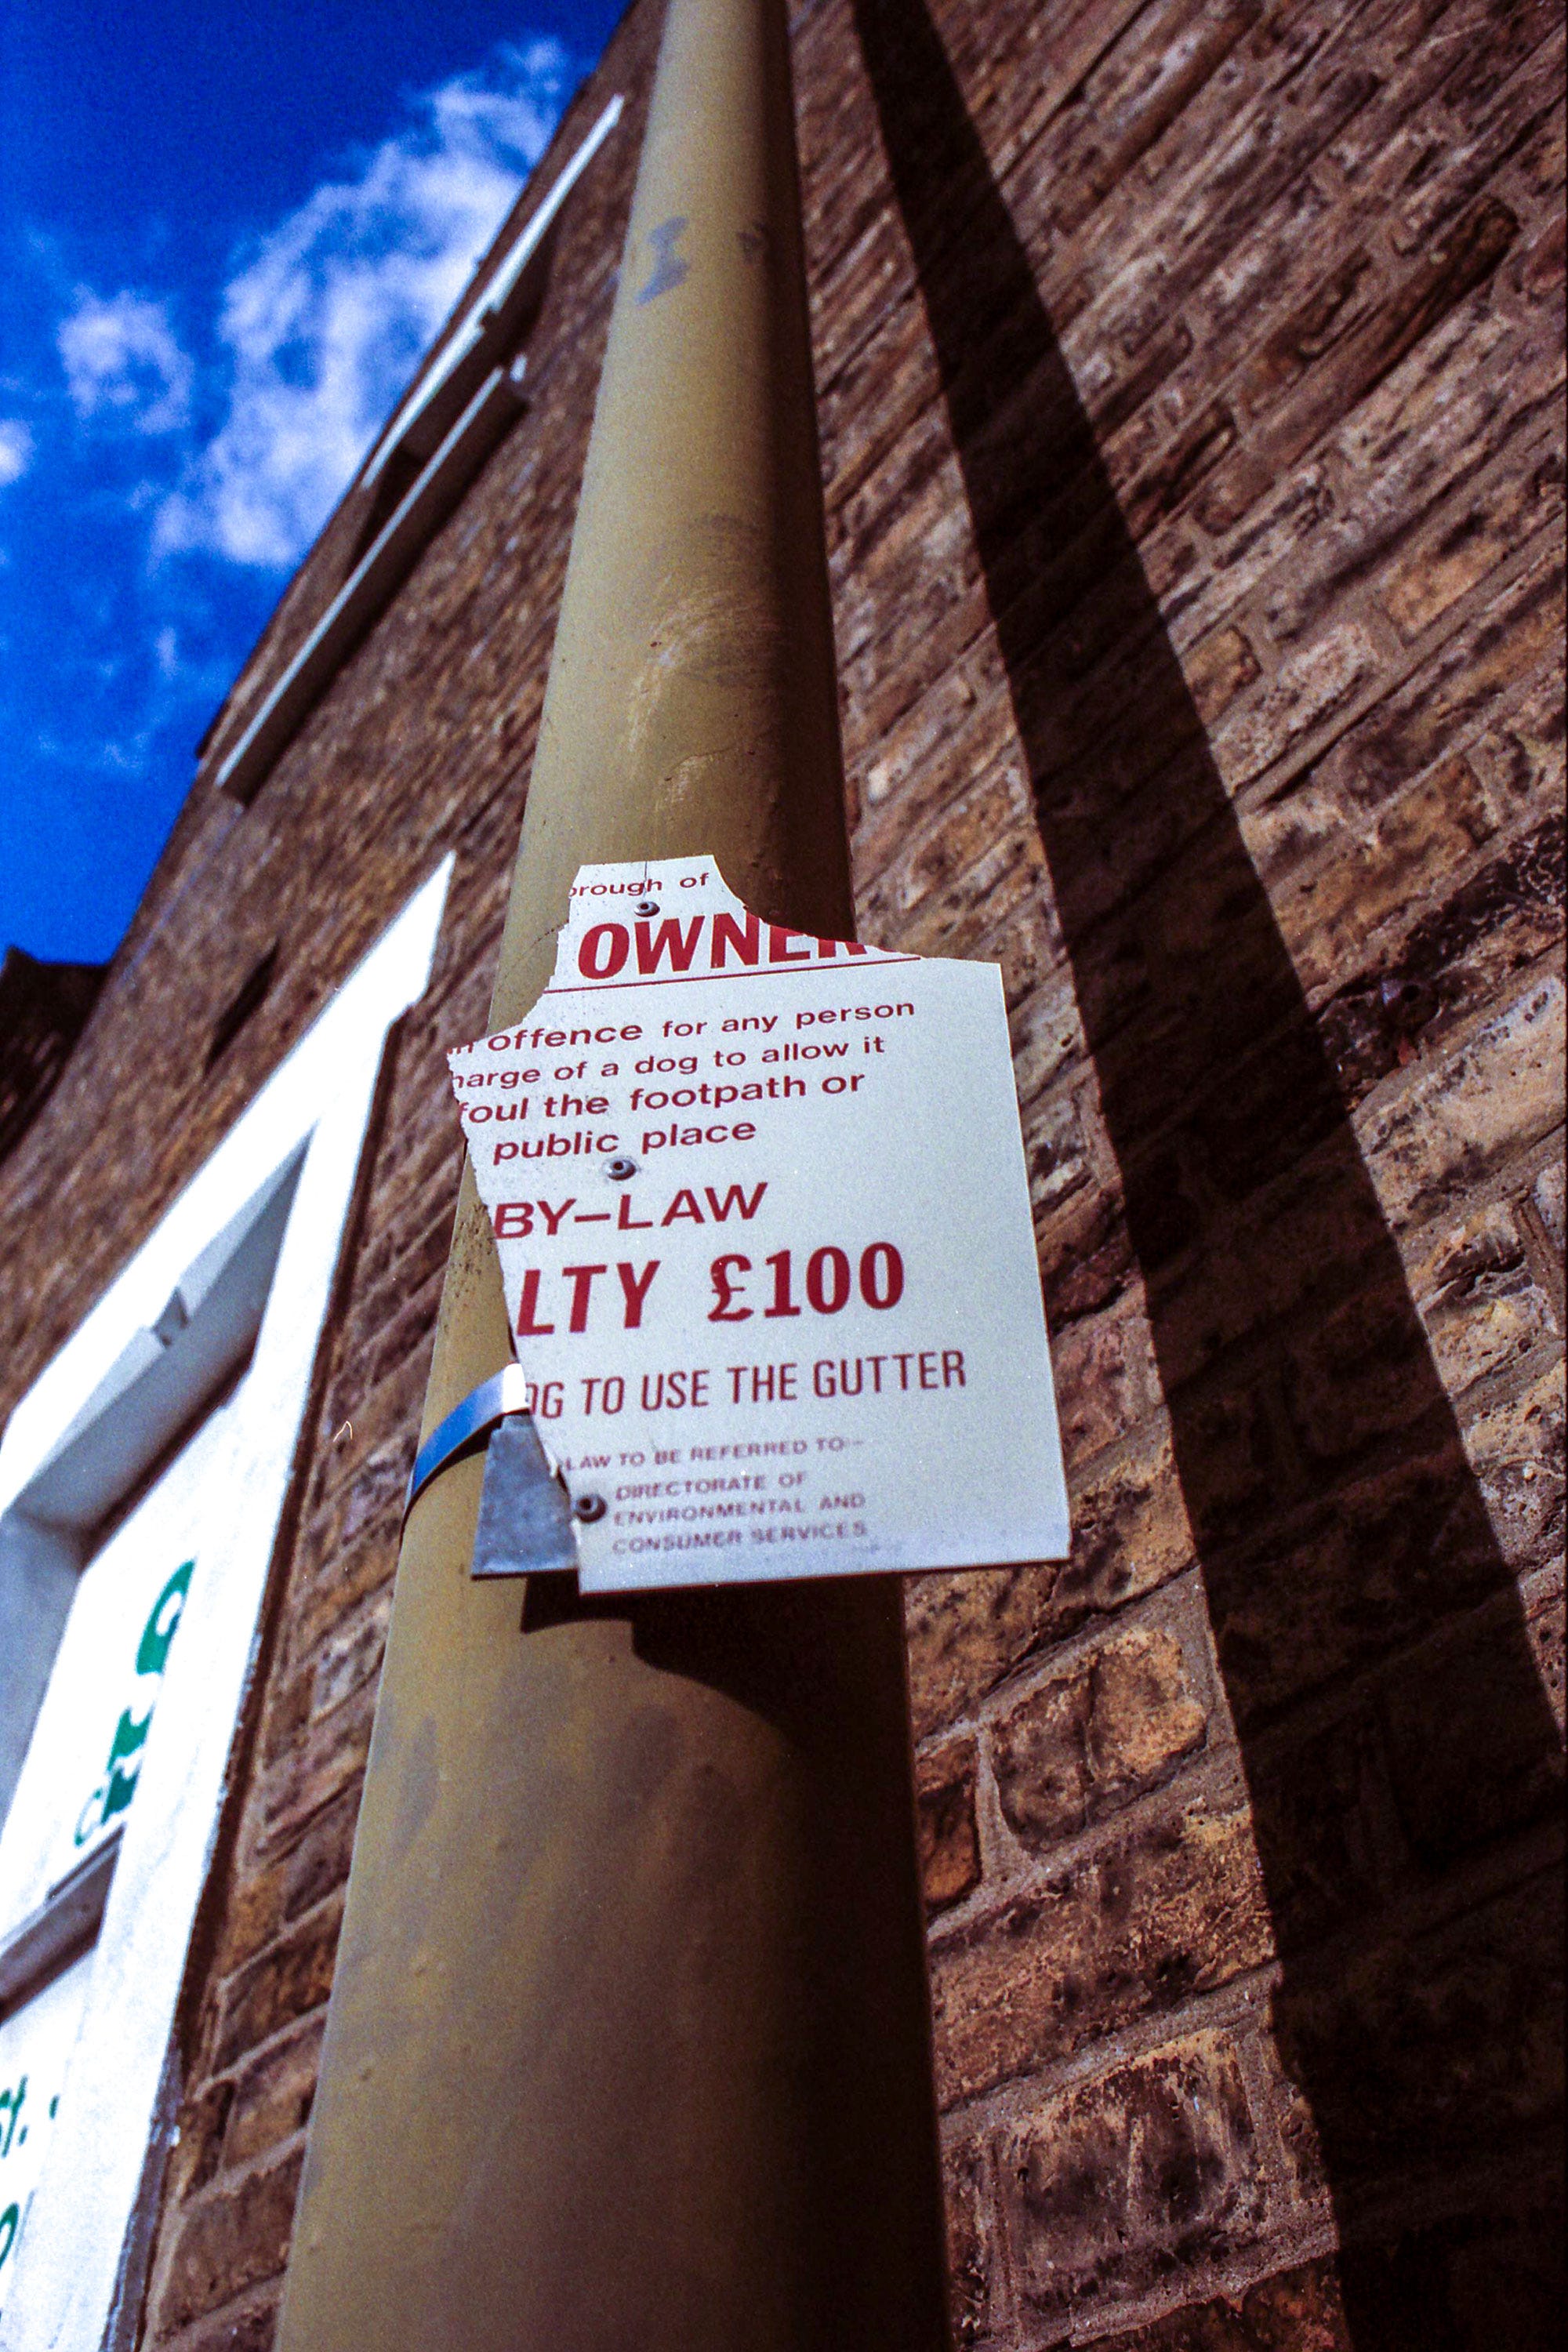 orough of
OWNER
n offence for any person
harge of a dog to allow it
foul the footpath or
public place
BY-LAW
LTY £100
OG TO USE THE GUTTER
LAW TO BE REFERRED TO:-
DIRECTORATE OF
ENVIRONMENTAL AND
CONSUMER SERVICES